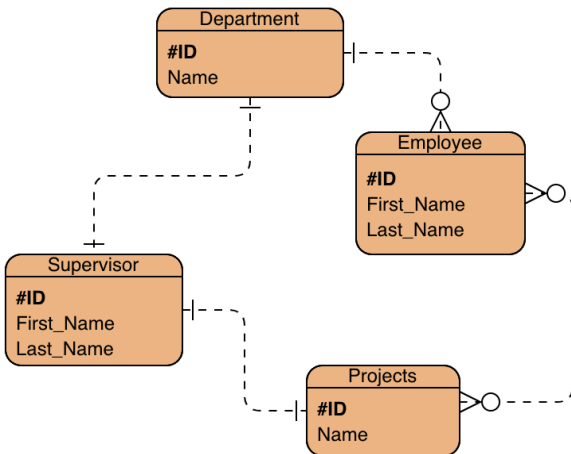 Department
#ID
Name
Employee
#ID
First_Name
Last_Name
Supervisor
#ID
First_Name
Last_Name
Projects
#ID
Name